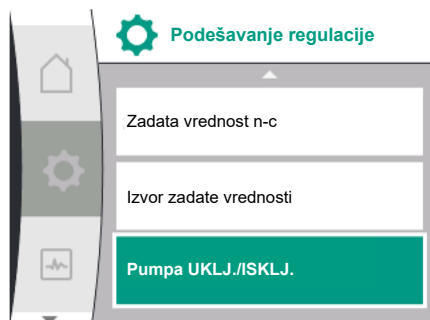 Podešavanje regulacije
Zadata vrednost n-c
Izvor zadate vrednosti
Pumpa UKLJ./ISKLJ.